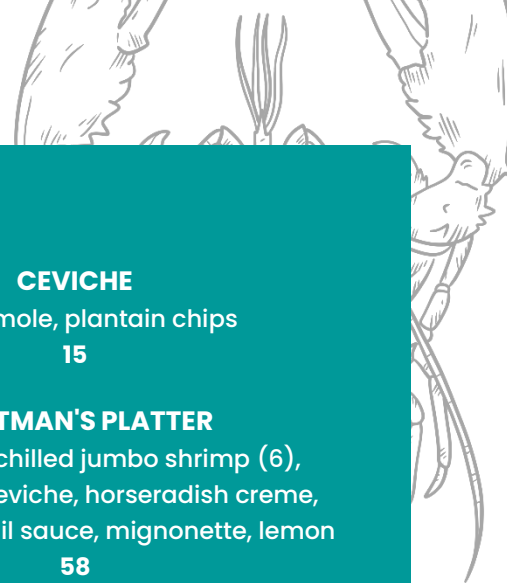 CEVICHE
mole, plantain chips
15
TMAN'S PLATTER
chilled jumbo shrimp (6),
eviche, horseradish creme,
il sauce, mignonette, lemon
58